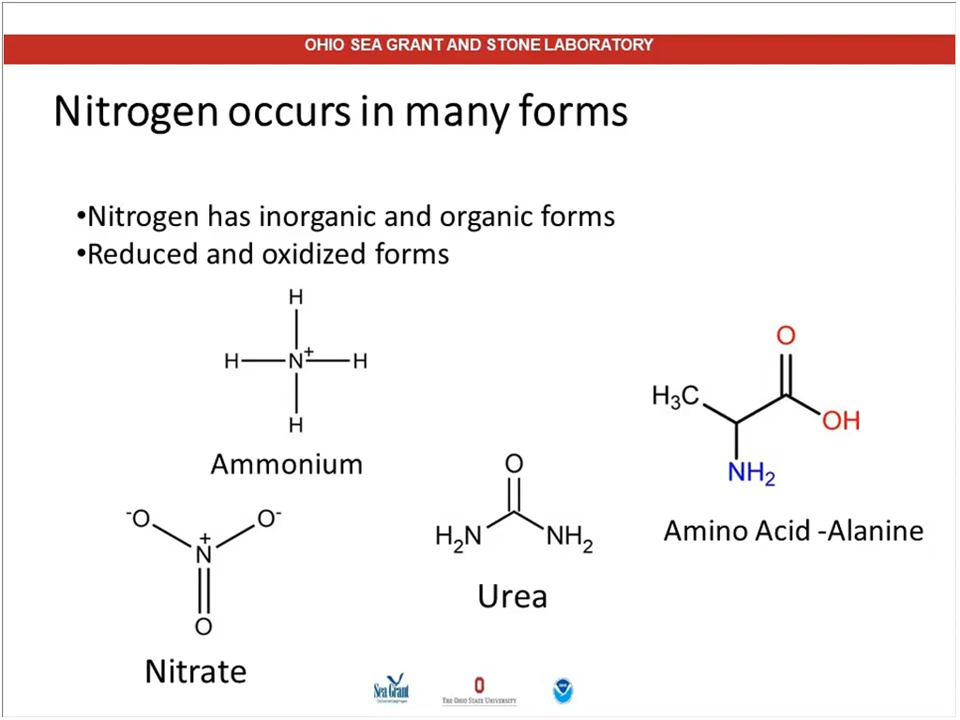 OHIO SEA GRANT AND STONE LABORATORY
Nitrogen occurs in many forms
•Nitrogen has inorganic and organic forms
•Reduced and oxidized forms
H
H N+ H
H
Ammonium
-O O-
N+
O
Nitrate
O
H2N NH2
Urea
O
H3C
OH
NH2
Amino Acid -Alanine
Sea Grant
THE OHIO STATE UNIVERSITY